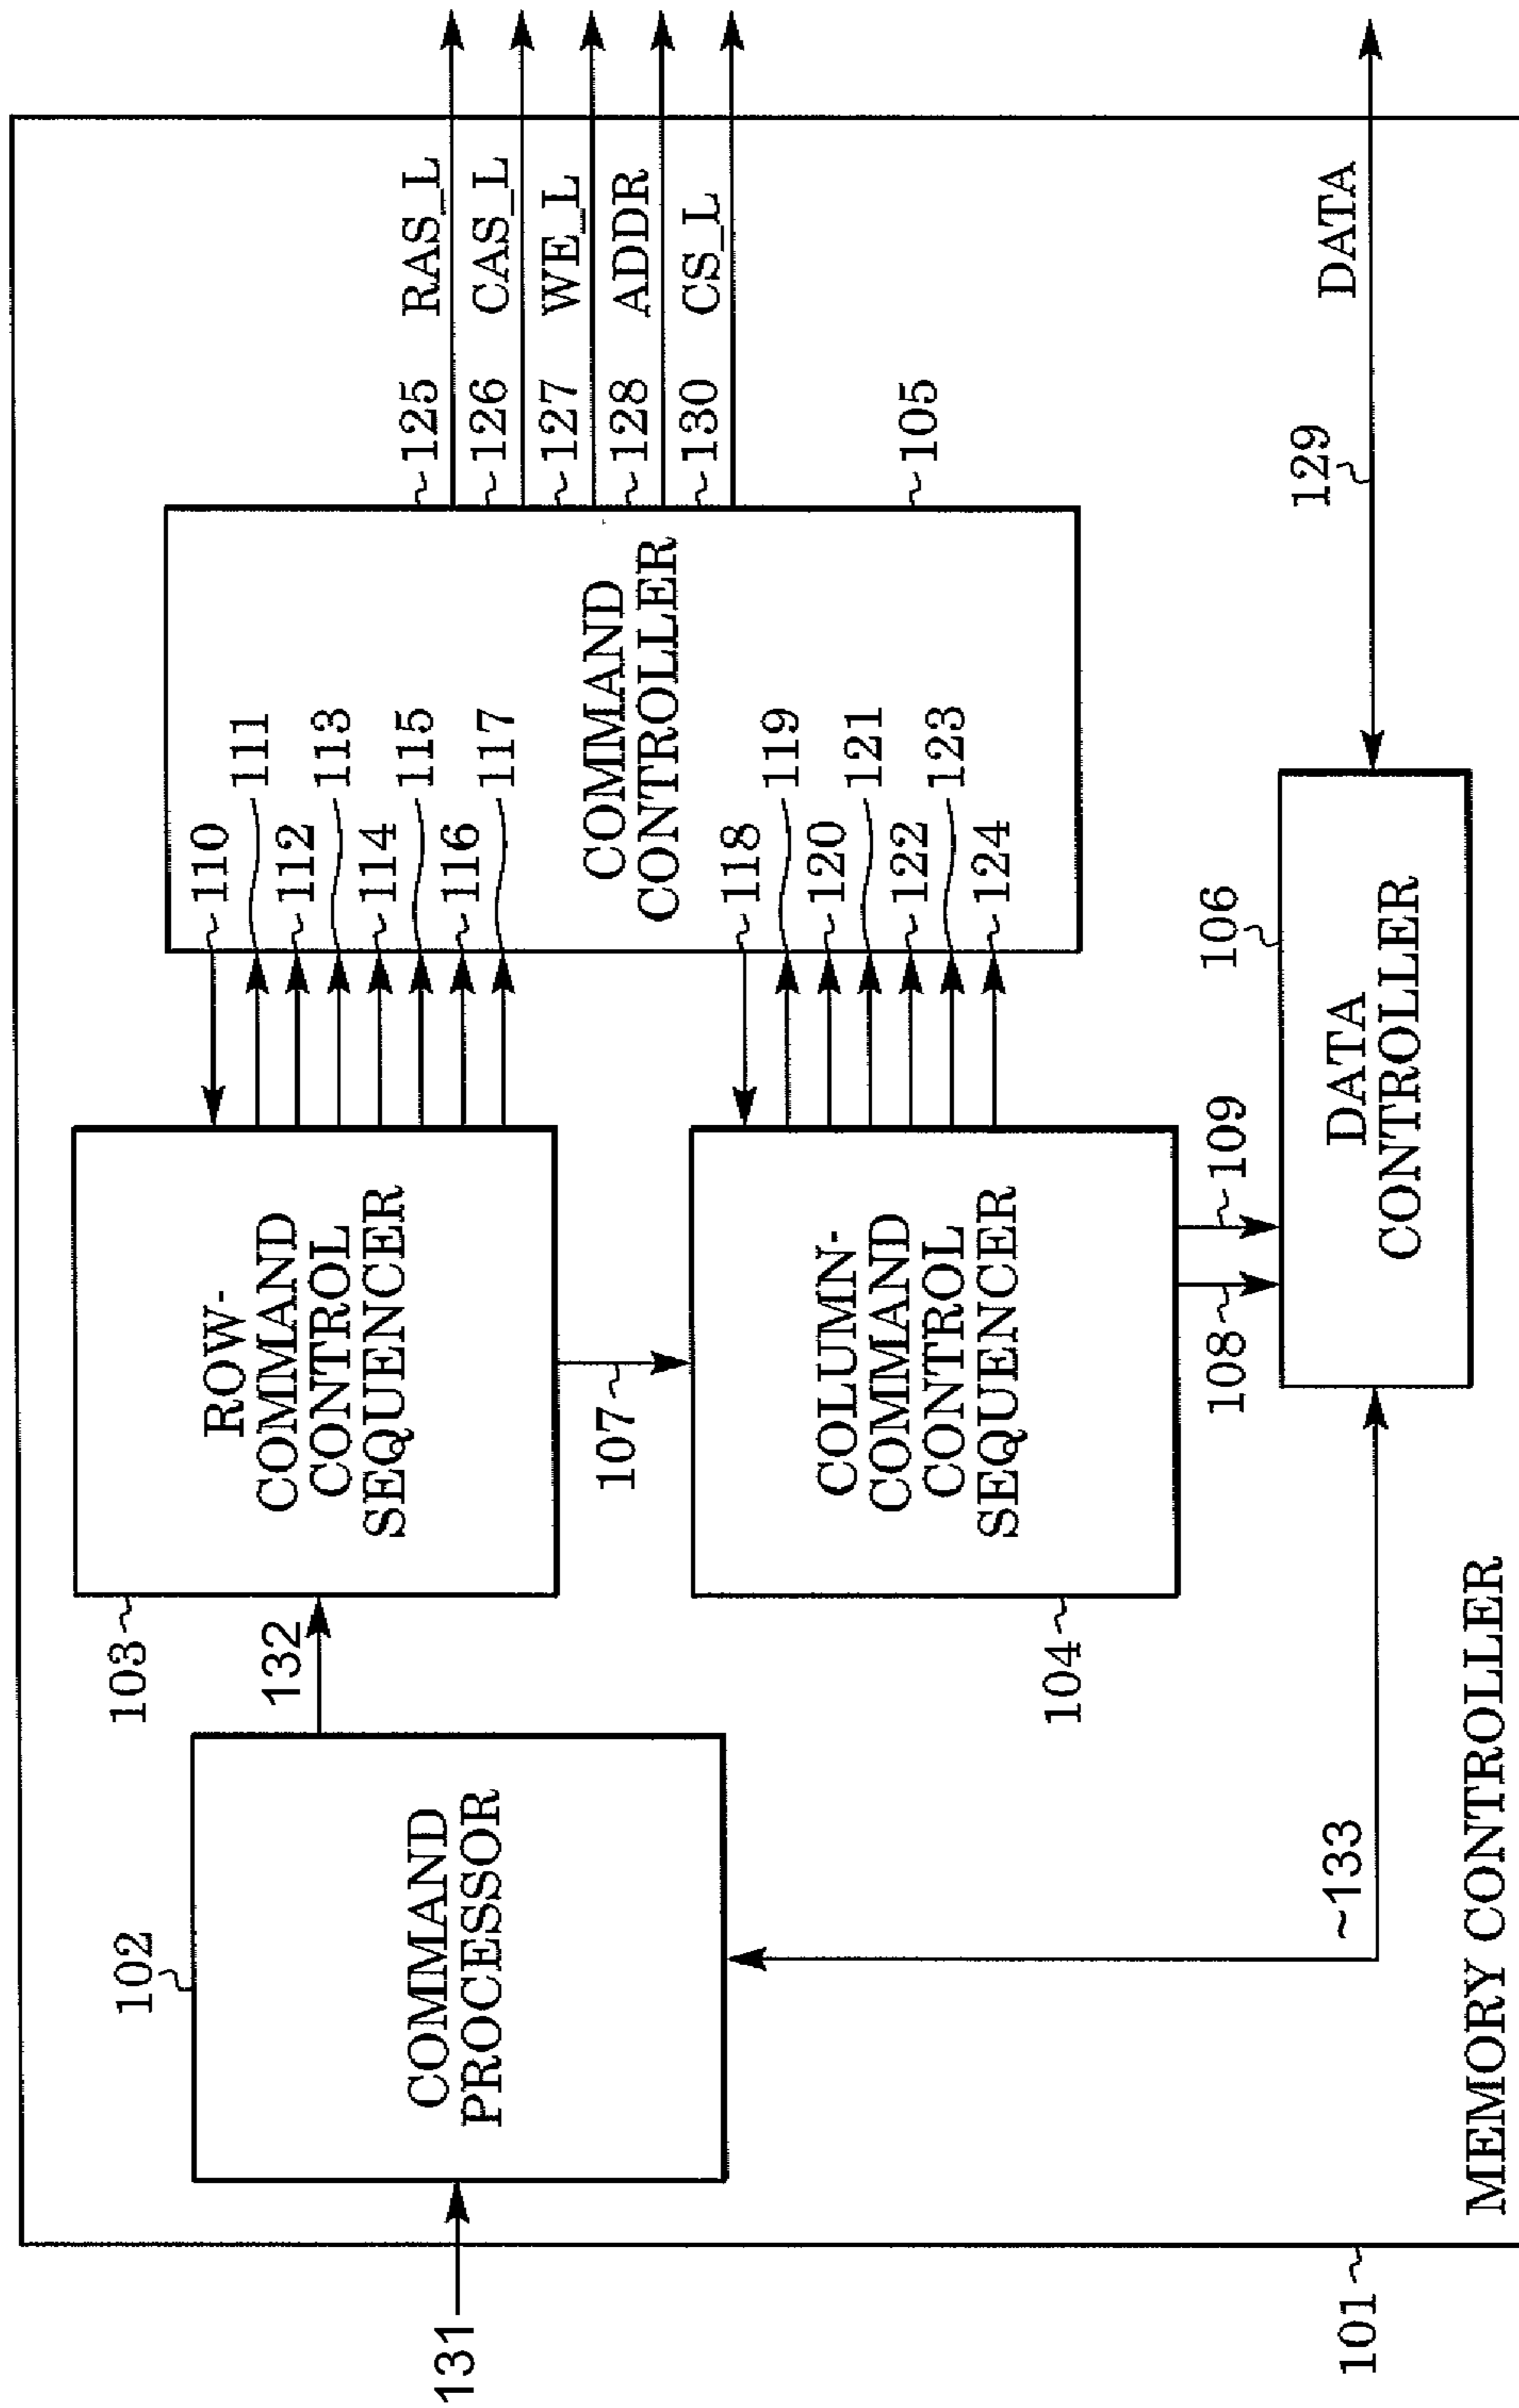 131
102
COMMAND
PROCESSOR
132
103
ROW-
COMMAND
CONTROL
SEQUENCER
107
104
COLUMN-
COMMAND
CONTROL
SEQUENCER
108
109
110
111
112
113
114
115
116
117
118
119
120
121
122
123
124
COMMAND
CONTROLLER
125 RAS_L
126 CAS_L
127 WE_L
128 ADDR
130 CS_L
105
106
DATA
CONTROLLER
129
DATA
~133
101
MEMORY CONTROLLER